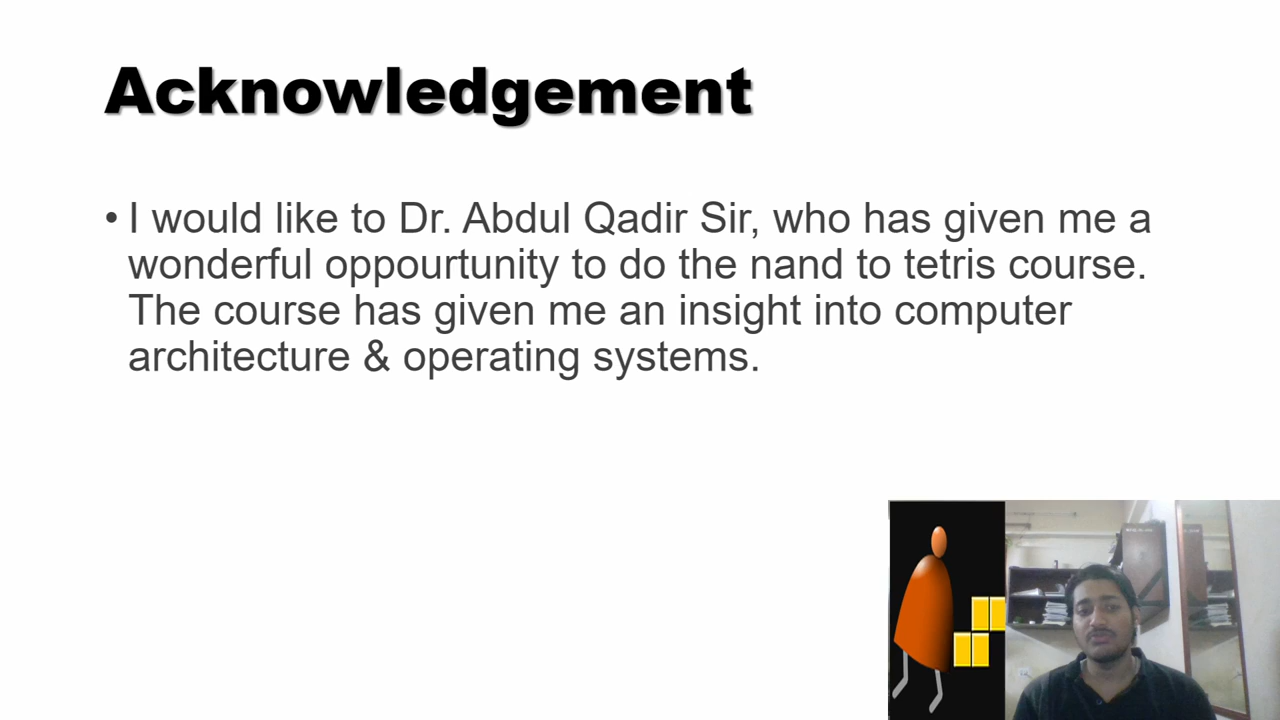 Acknowledgement
• I would like to Dr. Abdul Qadir Sir, who has given me a
wonderful oppourtunity to do the nand to tetris course.
The course has given me an insight into computer
architecture & operating systems.